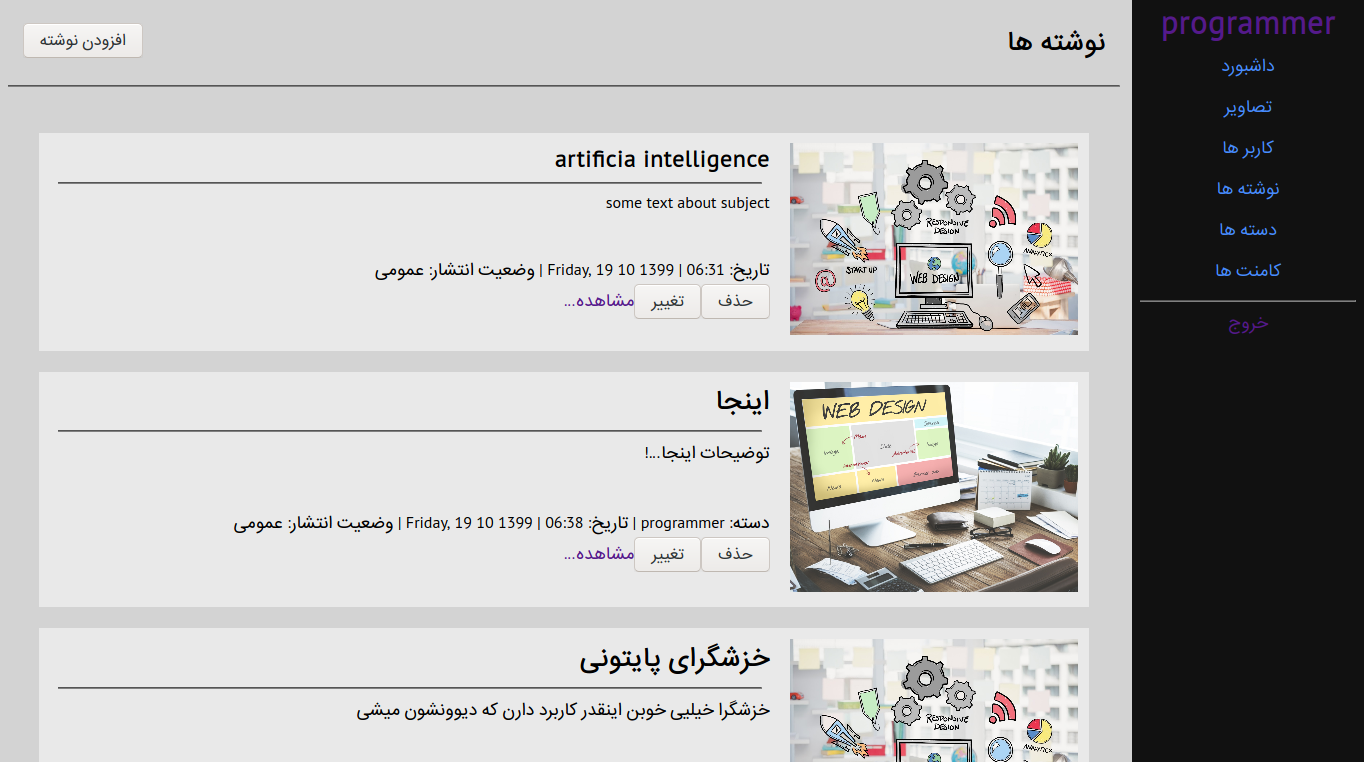 programmer
داشبورد
تصاویر
کاربر ها
نوشته ها
دسته ها
کامنت ها
خروج
نوشته ها
افزودن نوشته
RESPONSIVE
DESIGN
ANALYTICS
START UP
WEB DESIGN
artificia intelligence
some text about subject
تاریخ: Friday, 19 10 1399 | 06:31 | وضعیت انتشار: عمومی
حذف تغییر مشاهده...
WEB DESIGN
اینجا
توضیحات اینجا...!
دسته: programmer | تاریخ: Friday, 19 10 1399 | 06:38 | وضعیت انتشار: عمومی
حذف تغییر مشاهده...
RESPONSIVE
DESIGN
ANALYTICS
START UP
WEB DESIGN
خزشگرای پایتونی
خزشگرا خیلیی خوبن اینقدر کاربرد دارن که دیوونشون میشی